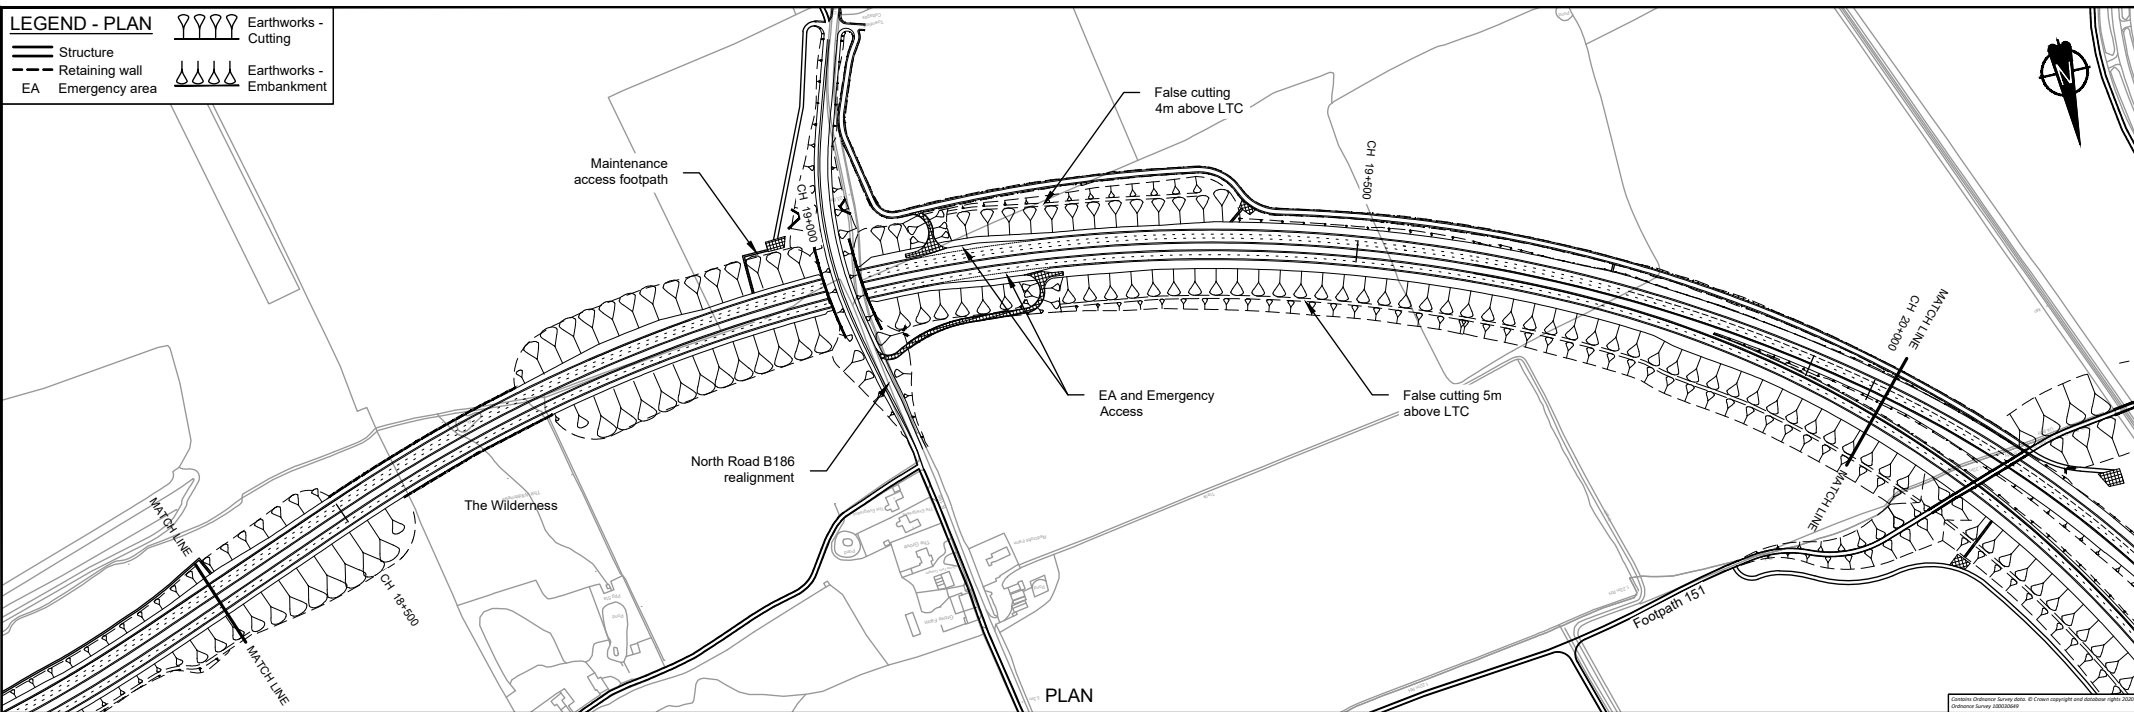 LEGEND - PLAN
Structure
Retaining wall
EA Emergency area
Earthworks -
Cutting
Earthworks -
Embankment
False cutting
4m above LTC
Maintenance
access footpath
CH 19+000
CH 19+500
MATCH LINE
CH 20+000
EA and Emergency
Access
False cutting 5m
above LTC
North Road B186
realignment
The Wilderness
MATCH LINE
CH 18+500
MATCH LINE
MATCH LINE
Footpath 151
PLAN
N
Contains Ordnance Survey data. © Crown copyright and database rights 2020
Ordnance Survey 100030649